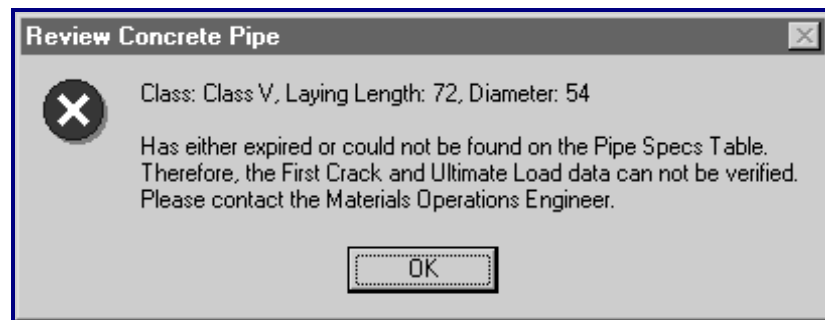 Review Concrete Pipe
Class: Class V, Laying Length: 72, Diameter: 54
Has either expired or could not be found on the Pipe Specs Table.
Therefore, the First Crack and Ultimate Load data can not be verified.
Please contact the Materials Operations Engineer.
OK